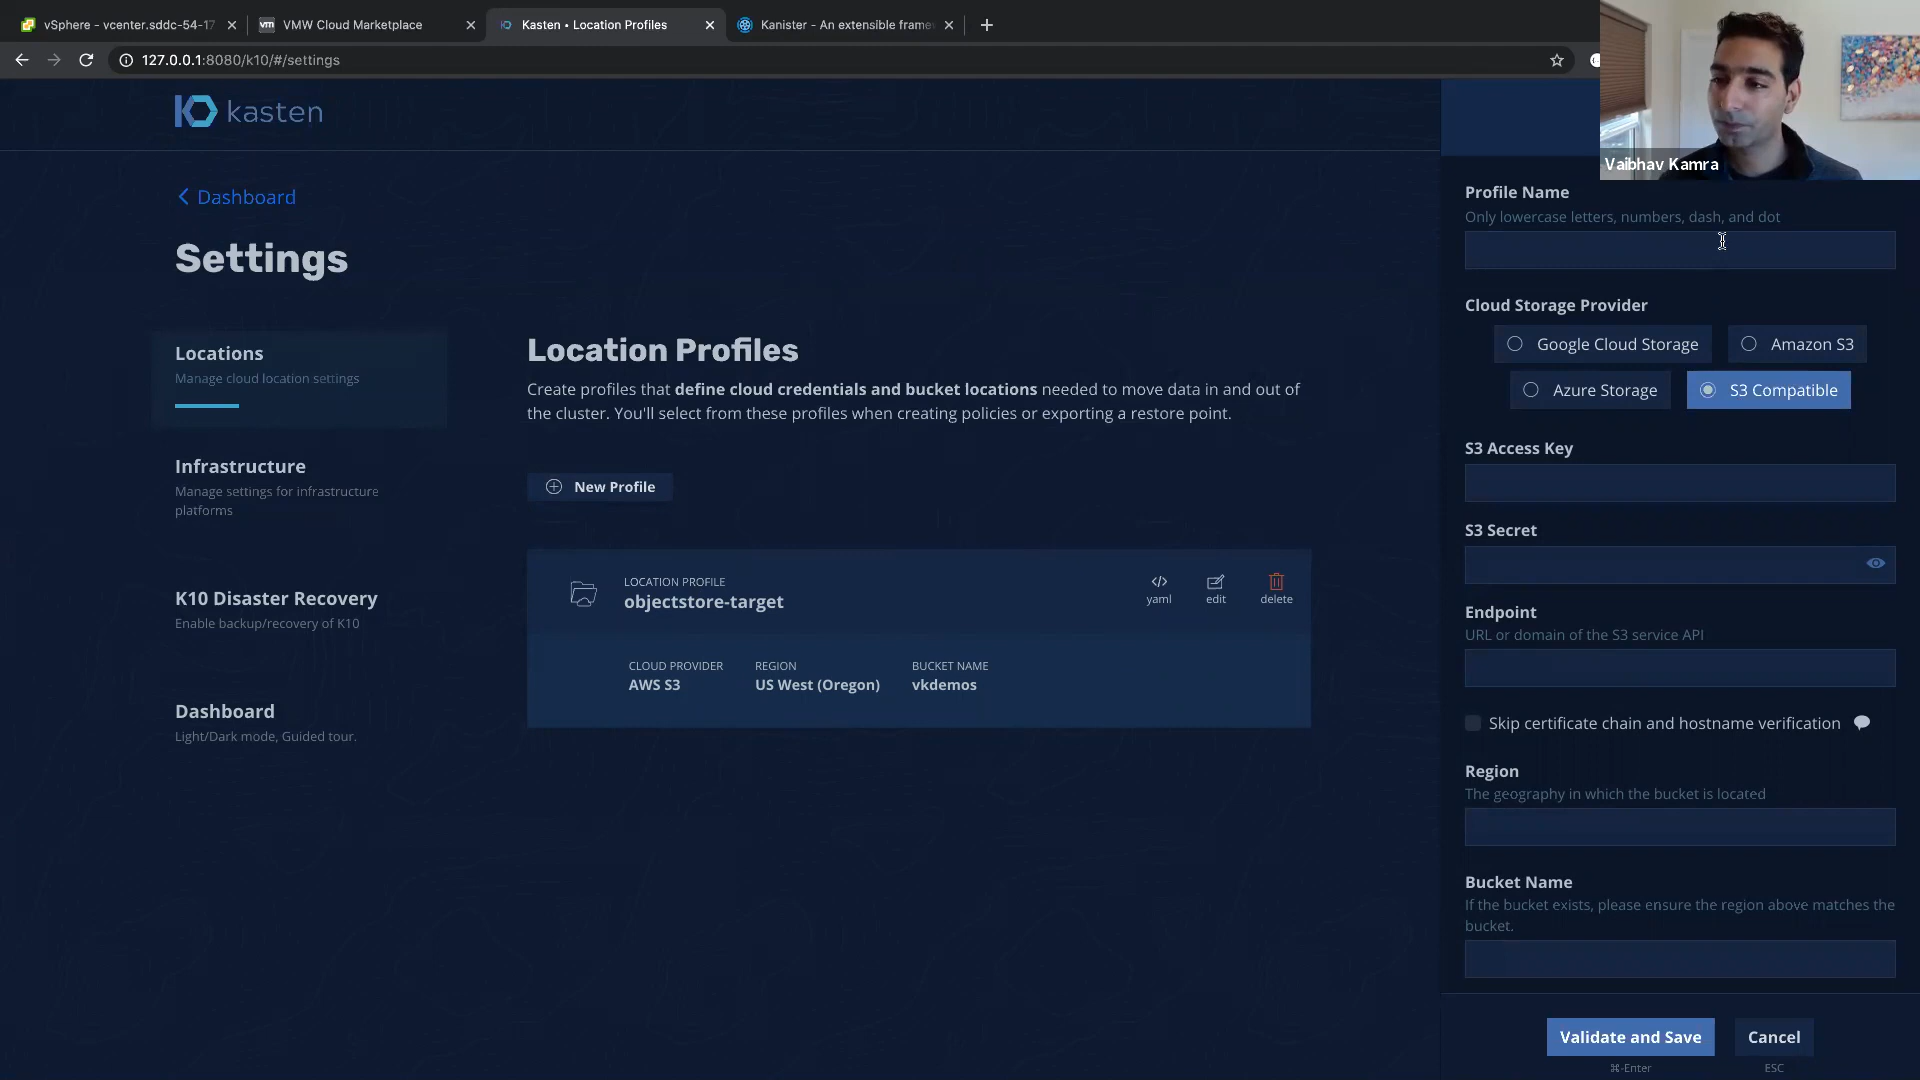 vSphere - vcenter.sddc-54-17
vm VMW Cloud Marketplace
Kasten • Location Profiles
Kanister - An extensible frame
127.0.0.1:8080/k10/#/settings
Vaibhav Kamra
kasten
Dashboard
Settings
Locations
Manage cloud location settings
Infrastructure
Manage settings for infrastructure
platforms
K10 Disaster Recovery
Enable backup/recovery of K10
Dashboard
Light/Dark mode, Guided tour.
Location Profiles
Create profiles that define cloud credentials and bucket locations needed to move data in and out of
the cluster. You'll select from these profiles when creating policies or exporting a restore point.
New Profile
LOCATION PROFILE
objectstore-target
</> yaml
edit
delete
CLOUD PROVIDER REGION BUCKET NAME
AWS S3 US West (Oregon) vkdemos
Profile Name
Only lowercase letters, numbers, dash, and dot
Cloud Storage Provider
Google Cloud Storage Amazon S3
Azure Storage S3 Compatible
S3 Access Key
S3 Secret
Endpoint
URL or domain of the S3 service API
Skip certificate chain and hostname verification
Region
The geography in which the bucket is located
Bucket Name
If the bucket exists, please ensure the region above matches the
bucket.
Validate and Save Cancel
⌘-Enter ESC